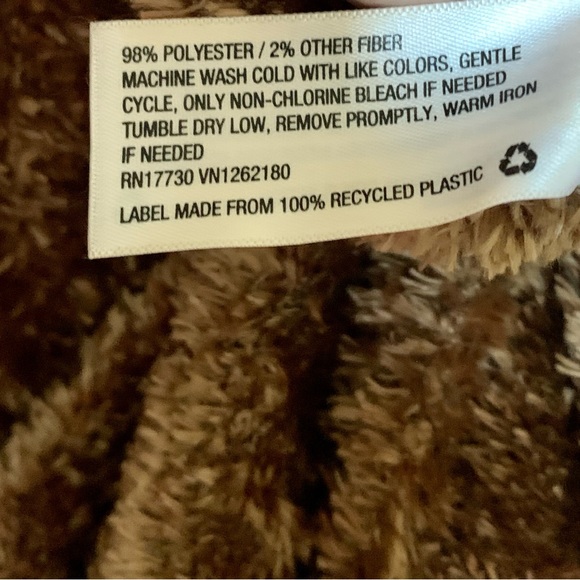 98% POLYESTER / 2% OTHER FIBER
MACHINE WASH COLD WITH LIKE COLORS, GENTLE
CYCLE, ONLY NON-CHLORINE BLEACH IF NEEDED
TUMBLE DRY LOW, REMOVE PROMPTLY, WARM IRON
IF NEEDED
RN17730 VN1262180
LABEL MADE FROM 100% RECYCLED PLASTIC